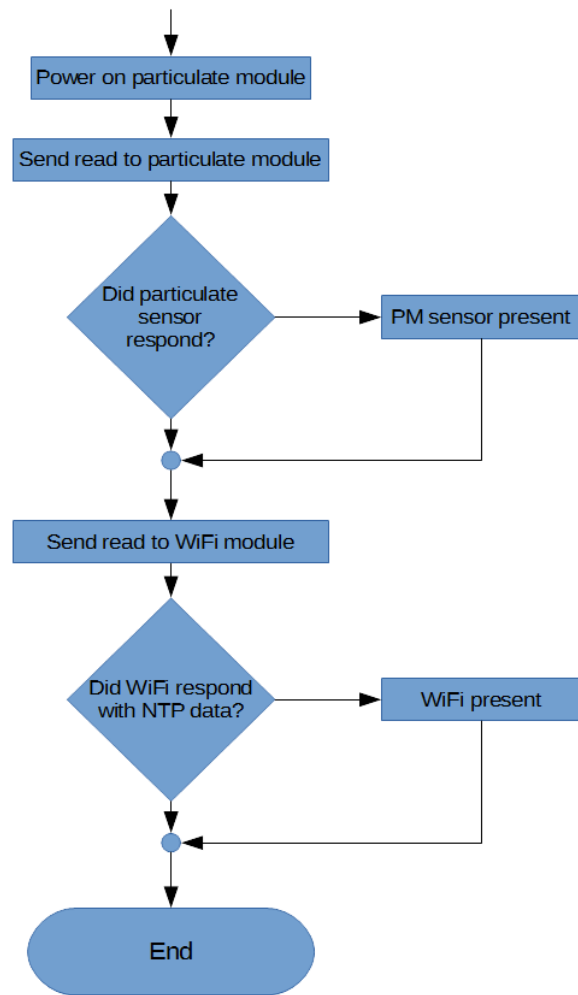 Power on particulate module
Send read to particulate module
Did particulate
sensor
respond?
PM sensor present
Send read to WiFi module
Did WiFi respond
with NTP data?
WiFi present
End